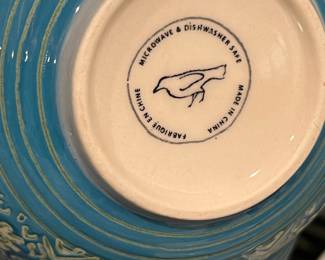 MICROWAVE & DISHWASHER SAFE
MADE IN CHINA
FABRIQUÉ EN CHINE